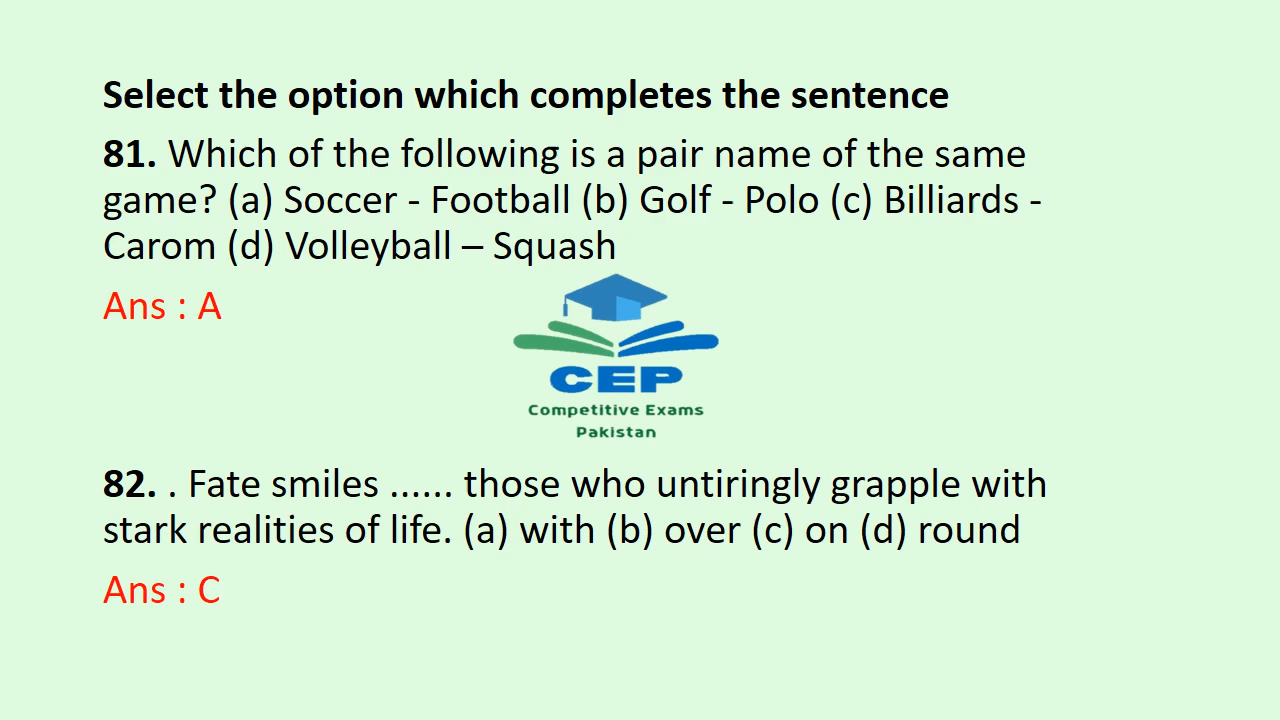 Select the option which completes the sentence
81. Which of the following is a pair name of the same
game? (a) Soccer - Football (b) Golf - Polo (c) Billiards -
Carom (d) Volleyball – Squash
Ans : A
CEP
Competitive Exams
Pakistan
82. . Fate smiles ...... those who untiringly grapple with
stark realities of life. (a) with (b) over (c) on (d) round
Ans : C